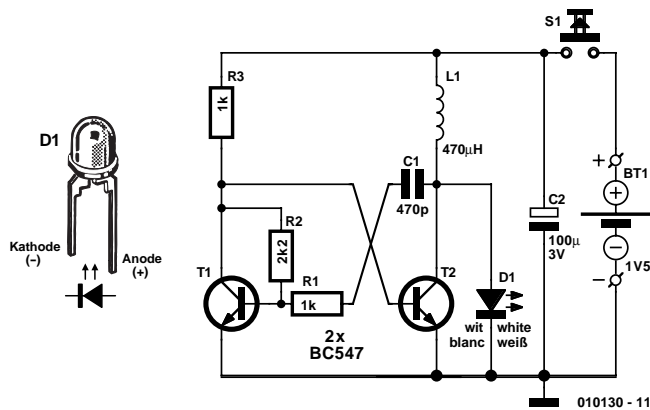 S1
R3
1k
L1
D1
470µH
C1
470p
BT1
+
C2
100µ
3V
1V5
–
R2
2k2
Kathode
(–)
Anode
(+)
T1
R1
1k
T2
D1
wit white
blanc weiß
2x
BC547
010130 - 11